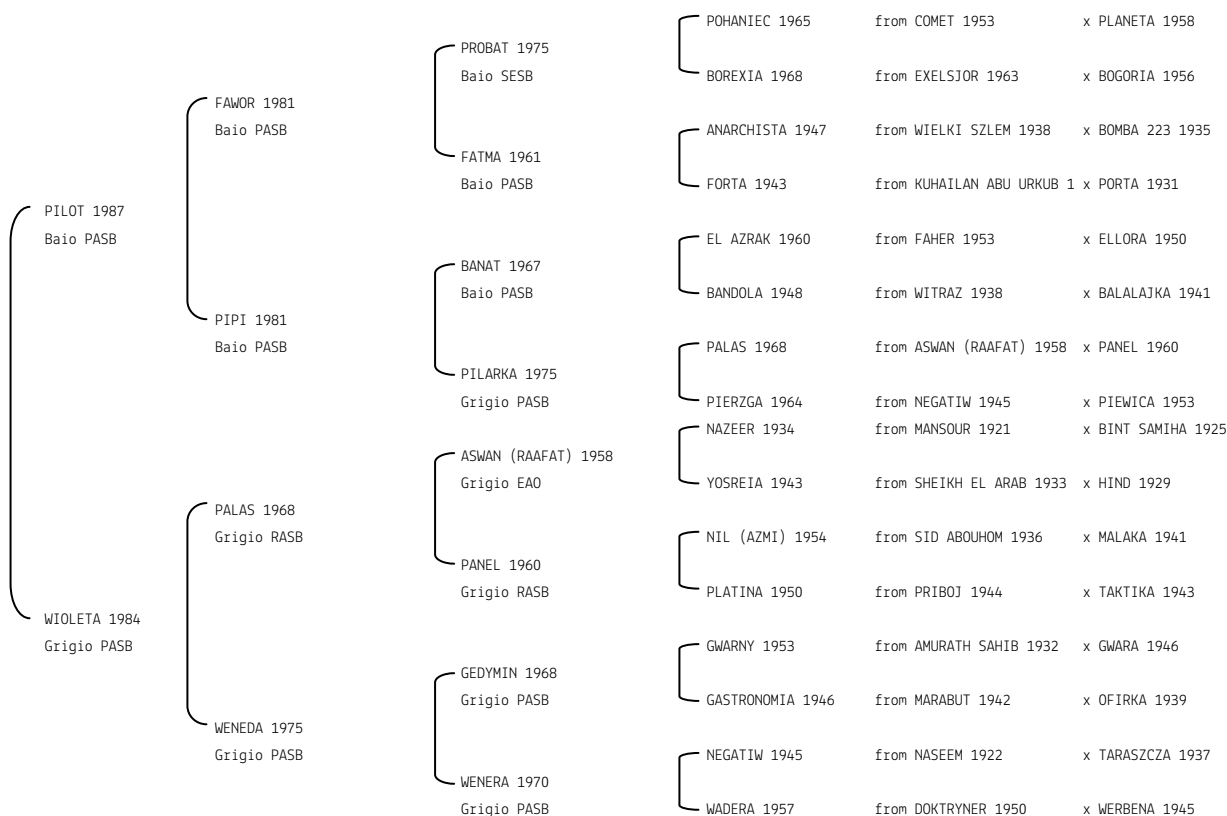 POHANIEC 1965 from COMET 1953 x PLANETA 1958
PROBAT 1975
Baio SESB BOREXIA 1968 from EXELSJOR 1963 x BOGORIA 1956
FAWOR 1981
Baio PASB ANARCHISTA 1947 from WIELKI SZLEM 1938 x BOMBA 223 1935
FATMA 1961
Baio PASB FORTA 1943 from KUHAILAN ABU URKUB 1 x PORTA 1931
PILOT 1987
Baio PASB EL AZRAK 1960 from FAHER 1953 x ELLORA 1950
BANAT 1967
Baio PASB BANDOLA 1948 from WITRAZ 1938 x BALALAJKA 1941
PIPI 1981
Baio PASB PALAS 1968 from ASWAN (RAAFAT) 1958 x PANEL 1960
PILARKA 1975
Grigio PASB PIERZGA 1964 from NEGATIW 1945 x PIEWICA 1953
NAZEER 1934 from MANSOUR 1921 x BINT SAMIHA 1925
ASWAN (RAAFAT) 1958
Grigio EAO YOSREIA 1943 from SHEIKH EL ARAB 1933 x HIND 1929
PALAS 1968
Grigio RASB NIL (AZMI) 1954 from SID ABOUHOM 1936 x MALAKA 1941
PANEL 1960
Grigio RASB PLATINA 1950 from PRIBOJ 1944 x TAKTIKA 1943
WIOLETA 1984
Grigio PASB GWARNY 1953 from AMURATH SAHIB 1932 x GWARA 1946
GEDYMIN 1968
Grigio PASB GASTRONOMIA 1946 from MARABUT 1942 x OFIRKA 1939
WENEDA 1975
Grigio PASB NEGATIW 1945 from NASEEM 1922 x TARASZCZA 1937
WENERA 1970
Grigio PASB WADERA 1957 from DOKTRYNER 1950 x WERBENA 1945